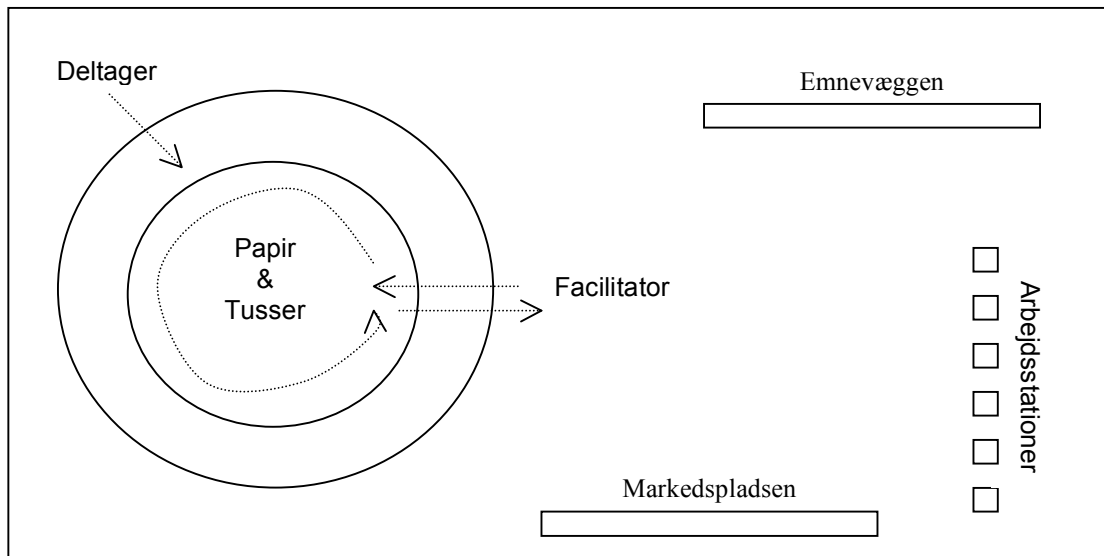 Deltager
Emnevæggen
Papir
&
Tusser
Facilitator
Arbejdsstationer
Markedspladsen